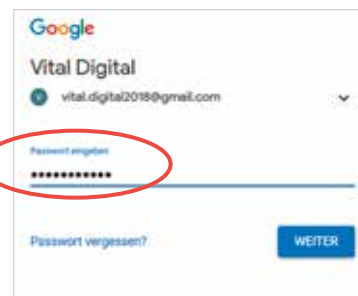 Google
Vital Digital
vital.digital2018@gmail.com
Passwort eingeben
•••••••••••
Passwort vergessen?
WEITER